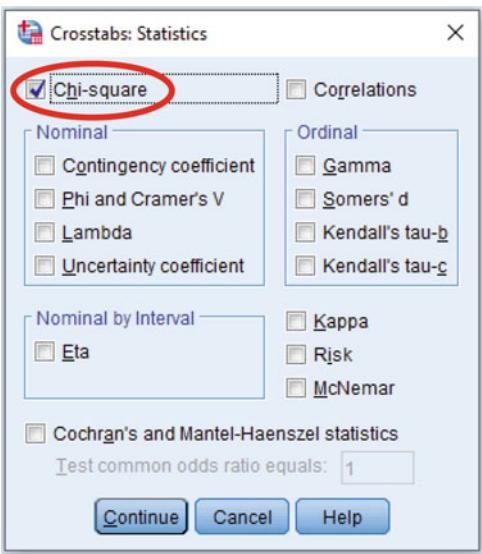 Crosstabs: Statistics
Chi-square
Correlations
Nominal
Contingency coefficient
Phi and Cramer's V
Lambda
Uncertainty coefficient
Ordinal
Gamma
Somers' d
Kendall's tau-b
Kendall's tau-c
Nominal by Interval
Eta
Kappa
Risk
McNemar
Cochran's and Mantel-Haenszel statistics
Test common odds ratio equals: 1
Continue Cancel Help